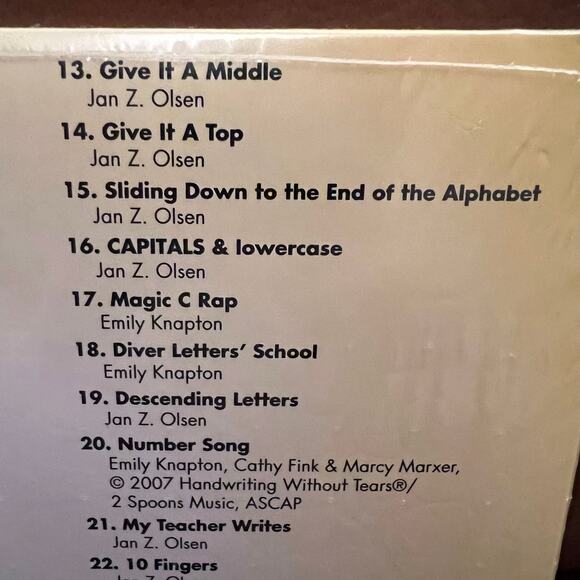 13. Give It A Middle
Jan Z. Olsen
14. Give It A Top
Jan Z. Olsen
15. Sliding Down to the End of the Alphabet
Jan Z. Olsen
16. CAPITALS & lowercase
Jan Z. Olsen
17. Magic C Rap
Emily Knapton
18. Diver Letters' School
Emily Knapton
19. Descending Letters
Jan Z. Olsen
20. Number Song
Emily Knapton, Cathy Fink & Marcy Marxer,
© 2007 Handwriting Without Tears®/
2 Spoons Music, ASCAP
21. My Teacher Writes
Jan Z. Olsen
22. 10 Fingers
Jan Z. Olsen